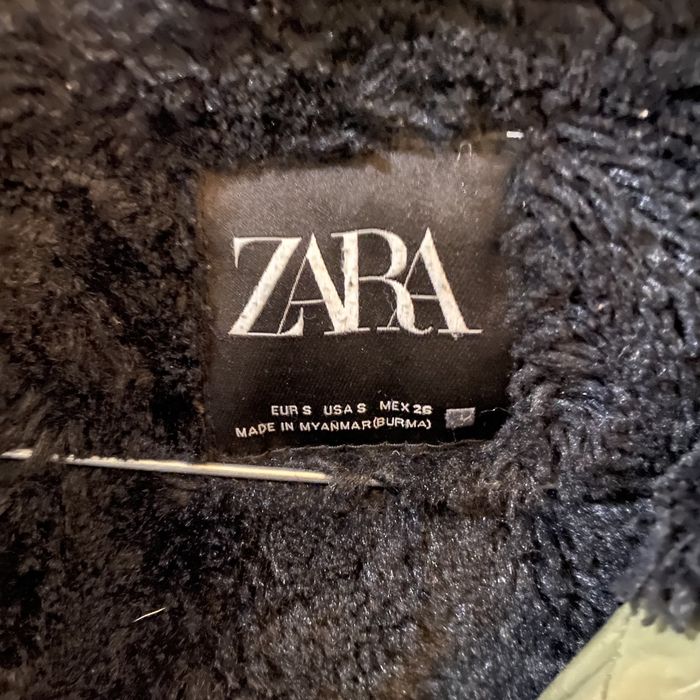 ZARA
EUR S USA S MEX 26
MADE IN MYANMAR(BURMA)